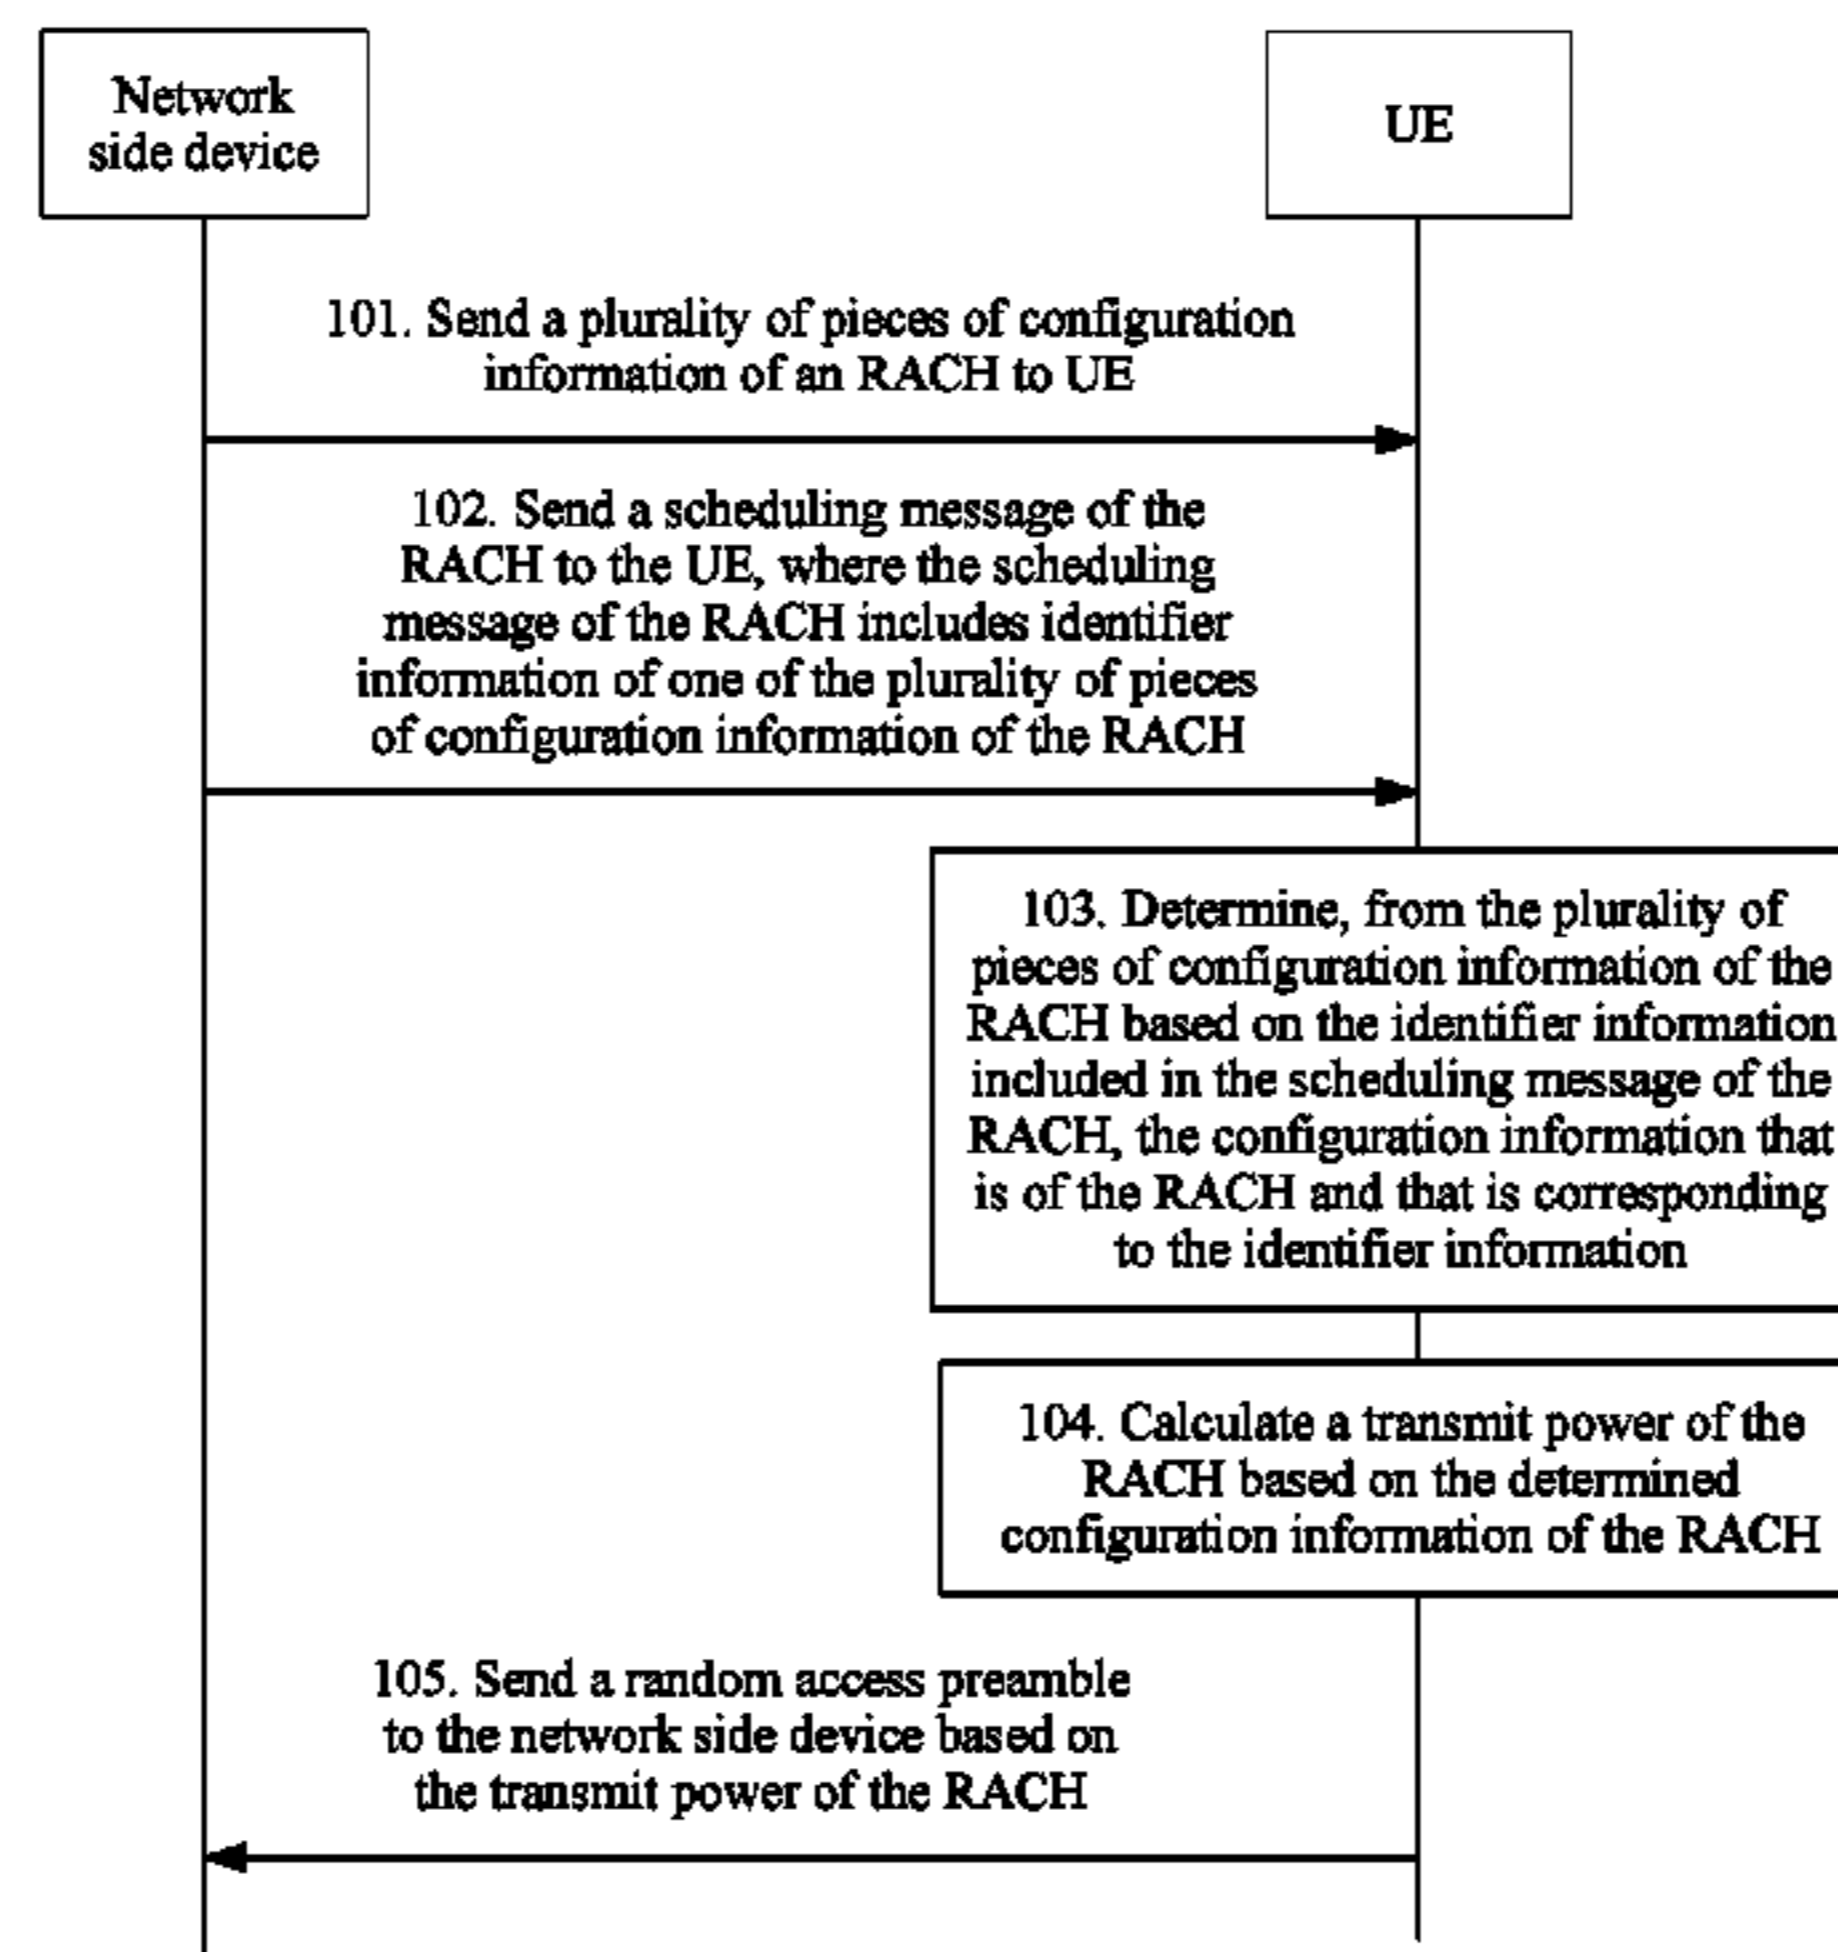 Network
side device
UE
101. Send a plurality of pieces of configuration
information of an RACH to UE
102. Send a scheduling message of the
RACH to the UE, where the scheduling
message of the RACH includes identifier
information of one of the plurality of pieces
of configuration information of the RACH
103. Determine, from the plurality of
pieces of configuration information of the
RACH based on the identifier information
included in the scheduling message of the
RACH, the configuration information that
is of the RACH and that is corresponding
to the identifier information
104. Calculate a transmit power of the
RACH based on the determined
configuration information of the RACH
105. Send a random access preamble
to the network side device based on
the transmit power of the RACH